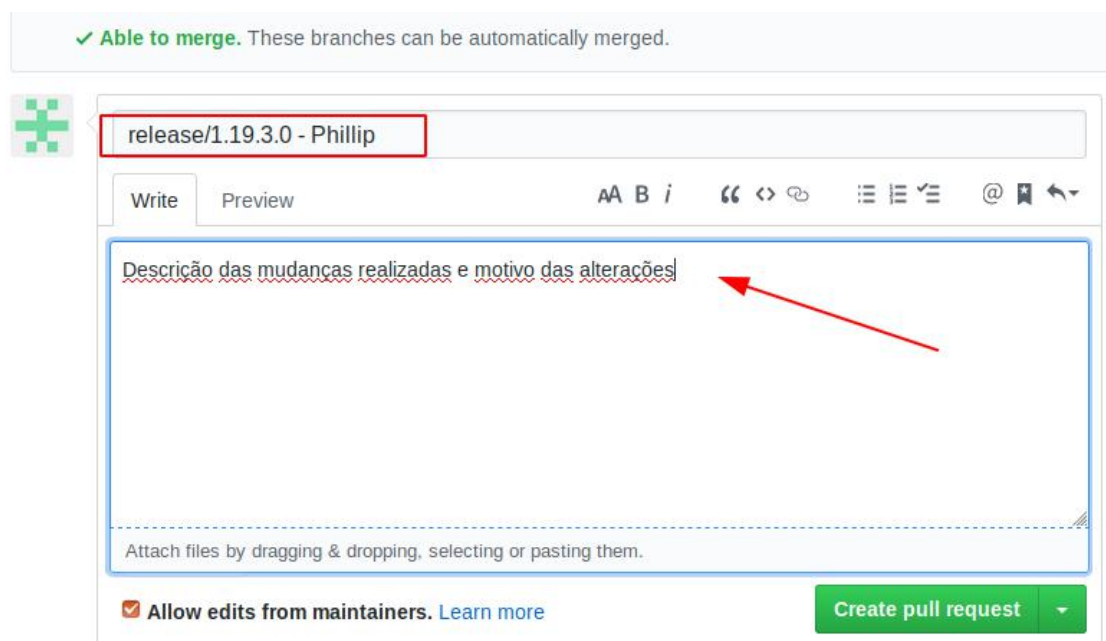 Able to merge. These branches can be automatically merged.
release/1.19.3.0 - Phillip
Write Preview AA B i @
Descrição das mudanças realizadas e motivo das alterações
Attach files by dragging & dropping, selecting or pasting them.
Allow edits from maintainers. Learn more Create pull request